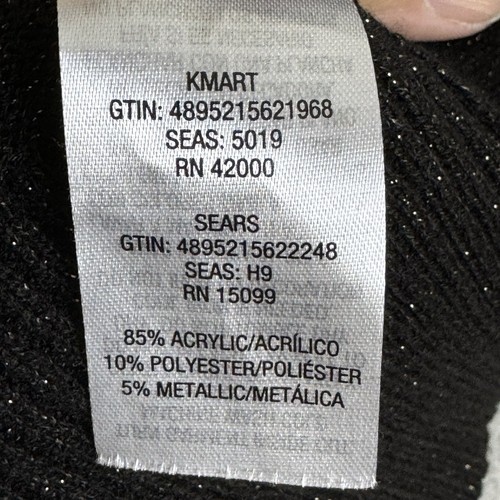 KMART
GTIN: 4895215621968
SEAS: 5019
RN 42000
SEARS
GTIN: 4895215622248
SEAS: H9
RN 15099
85% ACRYLIC/ACRÍLICO
10% POLYESTER/POLIÉSTER
5% METALLIC/METÁLICA